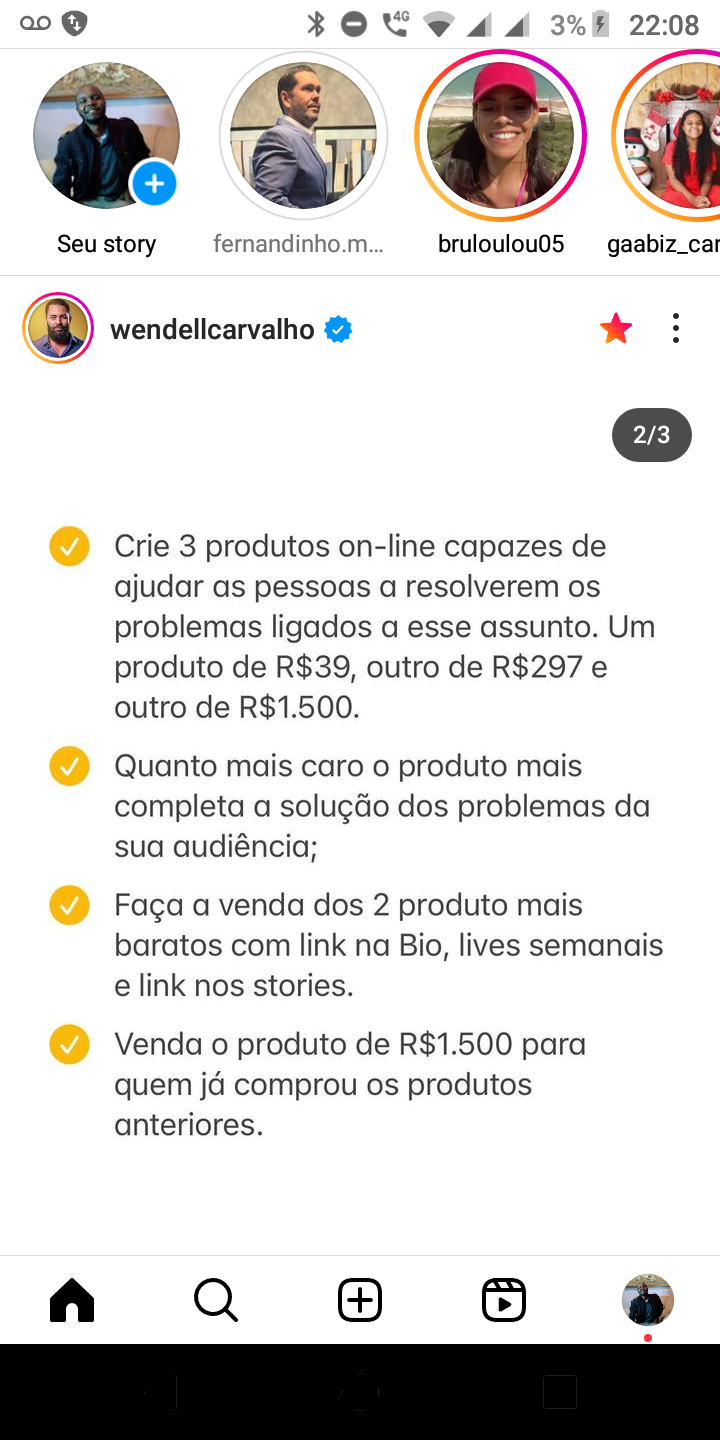 3% 22:08
4G
Seu story
fernandinho.m...
bruloulou05
gaabiz_car
wendellcarvalho
2/3
Crie 3 produtos on-line capazes de
ajudar as pessoas a resolverem os
problemas ligados a esse assunto. Um
produto de R$39, outro de R$297 e
outro de R$1.500.
Quanto mais caro o produto mais
completa a solução dos problemas da
sua audiência;
Faça a venda dos 2 produto mais
baratos com link na Bio, lives semanais
e link nos stories.
Venda o produto de R$1.500 para
quem já comprou os produtos
anteriores.